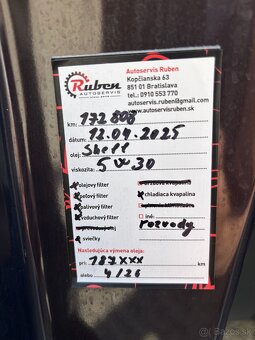 Ruben
AUTOSERVIS
Autoservis Ruben
Kopčianska 63
851 01 Bratislava
tel.: 0910 553 770
autoservis.ruben@gmail.com
www.autoservisruben.sk
km: 172 808
dátum: 12.04.2025
olej: Shell
viskozita: 5W30
olejový filter
peľový filter
chladiaca kvapalina
palivový filter
vzduchový filter
iné:
rozvody
sviečky
Nasledujúca výmena oleja:
pri: 187xxx km
alebo 4/26
bazos.sk